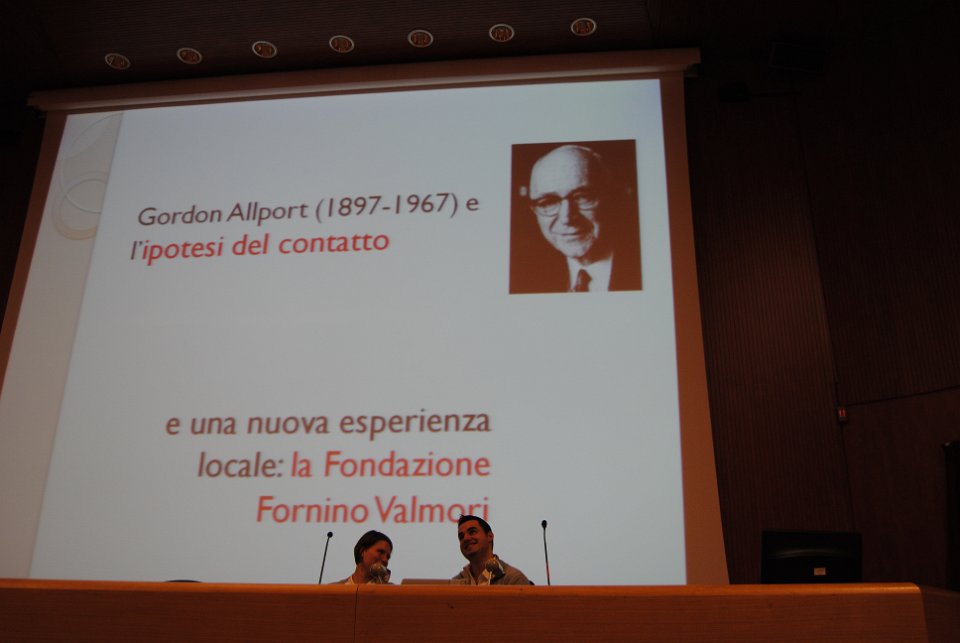 Gordon Allport (1897-1967) e
l'ipotesi del contatto
e una nuova esperienza
locale: la Fondazione
Fornino Valmori